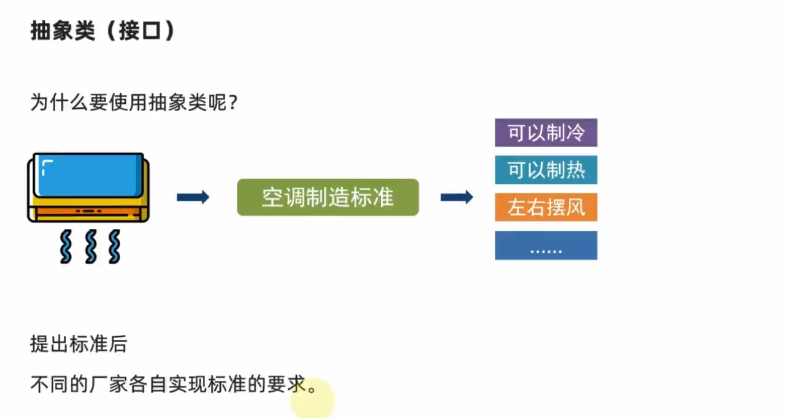 抽象类（接口）
为什么要使用抽象类呢？
空调制造标准
可以制冷
可以制热
左右摆风
……
提出标准后
不同的厂家各自实现标准的要求。